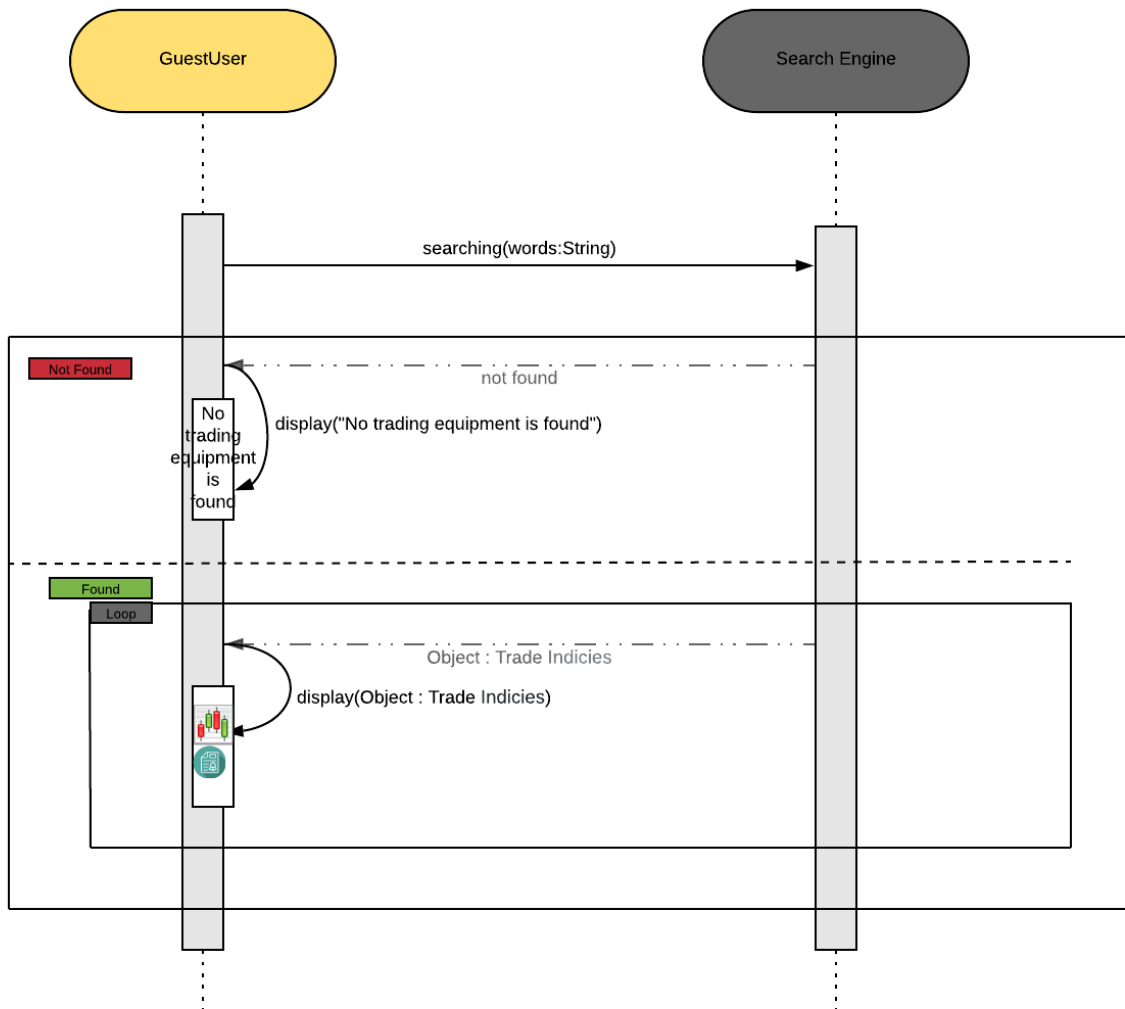 GuestUser
Search Engine
searching(words:String)
Not Found
not found
display("No trading equipment is found")
No
trading
equipment
is
found
Found
Loop
Object : Trade Indicies
display(Object : Trade Indicies)